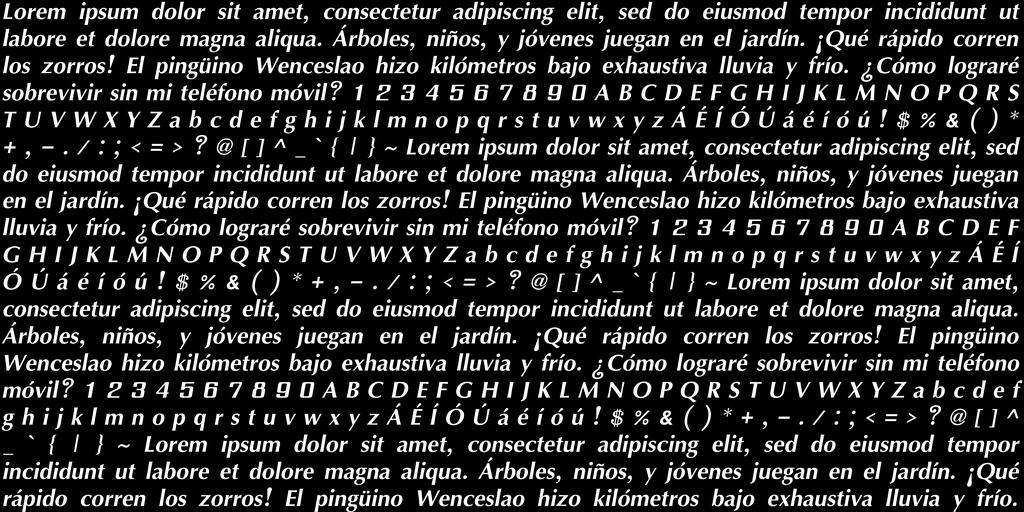 Lorem ipsum dolor sit amet, consectetur adipiscing elit, sed do eiusmod tempor incididunt ut
labore et dolore magna aliqua. Árboles, niños, y jóvenes juegan en el jardín. ¡Qué rápido corren
los zorros! El pingüino Wenceslao hizo kilómetros bajo exhaustiva lluvia y frío. ¿Cómo lograré
sobrevivir sin mi teléfono móvil? 1 2 3 4 5 6 7 8 9 0 A B C D E F G H I J K L M N O P Q R S
T U V W X Y Z a b c d e f g h i j k l m n o p q r s t u v w x y z Á É Í Ó Ú á é í ó ú ! $ % & ( ) *
+ , – . / : ; < = > ? @ [ ] ^ _ ` { | } ~ Lorem ipsum dolor sit amet, consectetur adipiscing elit, sed
do eiusmod tempor incididunt ut labore et dolore magna aliqua. Árboles, niños, y jóvenes juegan
en el jardín. ¡Qué rápido corren los zorros! El pingüino Wenceslao hizo kilómetros bajo exhaustiva
lluvia y frío. ¿Cómo lograré sobrevivir sin mi teléfono móvil? 1 2 3 4 5 6 7 8 9 0 A B C D E F
G H I J K L M N O P Q R S T U V W X Y Z a b c d e f g h i j k l m n o p q r s t u v w x y z Á É Í
Ó Ú á é í ó ú ! $ % & ( ) * + , – . / : ; < = > ? @ [ ] ^ _ ` { | } ~ Lorem ipsum dolor sit amet,
consectetur adipiscing elit, sed do eiusmod tempor incididunt ut labore et dolore magna aliqua.
Árboles, niños, y jóvenes juegan en el jardín. ¡Qué rápido corren los zorros! El pingüino
Wenceslao hizo kilómetros bajo exhaustiva lluvia y frío. ¿Cómo lograré sobrevivir sin mi teléfono
móvil? 1 2 3 4 5 6 7 8 9 0 A B C D E F G H I J K L M N O P Q R S T U V W X Y Z a b c d e f
g h i j k l m n o p q r s t u v w x y z Á É Í Ó Ú á é í ó ú ! $ % & ( ) * + , – . / : ; < = > ? @ [ ] ^
_ ` { | } ~ Lorem ipsum dolor sit amet, consectetur adipiscing elit, sed do eiusmod tempor
incididunt ut labore et dolore magna aliqua. Árboles, niños, y jóvenes juegan en el jardín. ¡Qué
rápido corren los zorros! El pingüino Wenceslao hizo kilómetros bajo exhaustiva lluvia y frío.